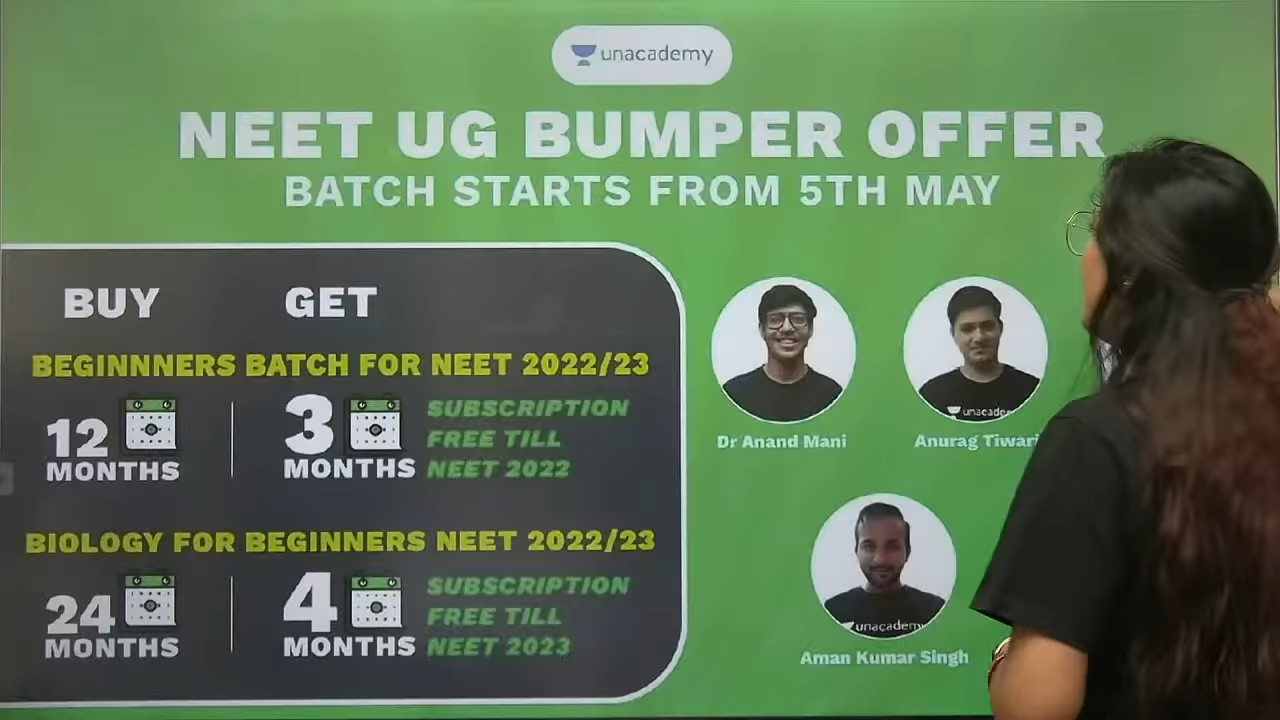 unacademy
NEET UG BUMPER OFFER
BATCH STARTS FROM 5TH MAY
BUY GET
BEGINNNERS BATCH FOR NEET 2022/23
12 MONTHS
3 MONTHS
SUBSCRIPTION
FREE TILL
NEET 2022
BIOLOGY FOR BEGINNERS NEET 2022/23
24 MONTHS
4 MONTHS
SUBSCRIPTION
FREE TILL
NEET 2023
Dr Anand Mani
unacade
Anurag Tiwari
unacademy
Aman Kumar Singh